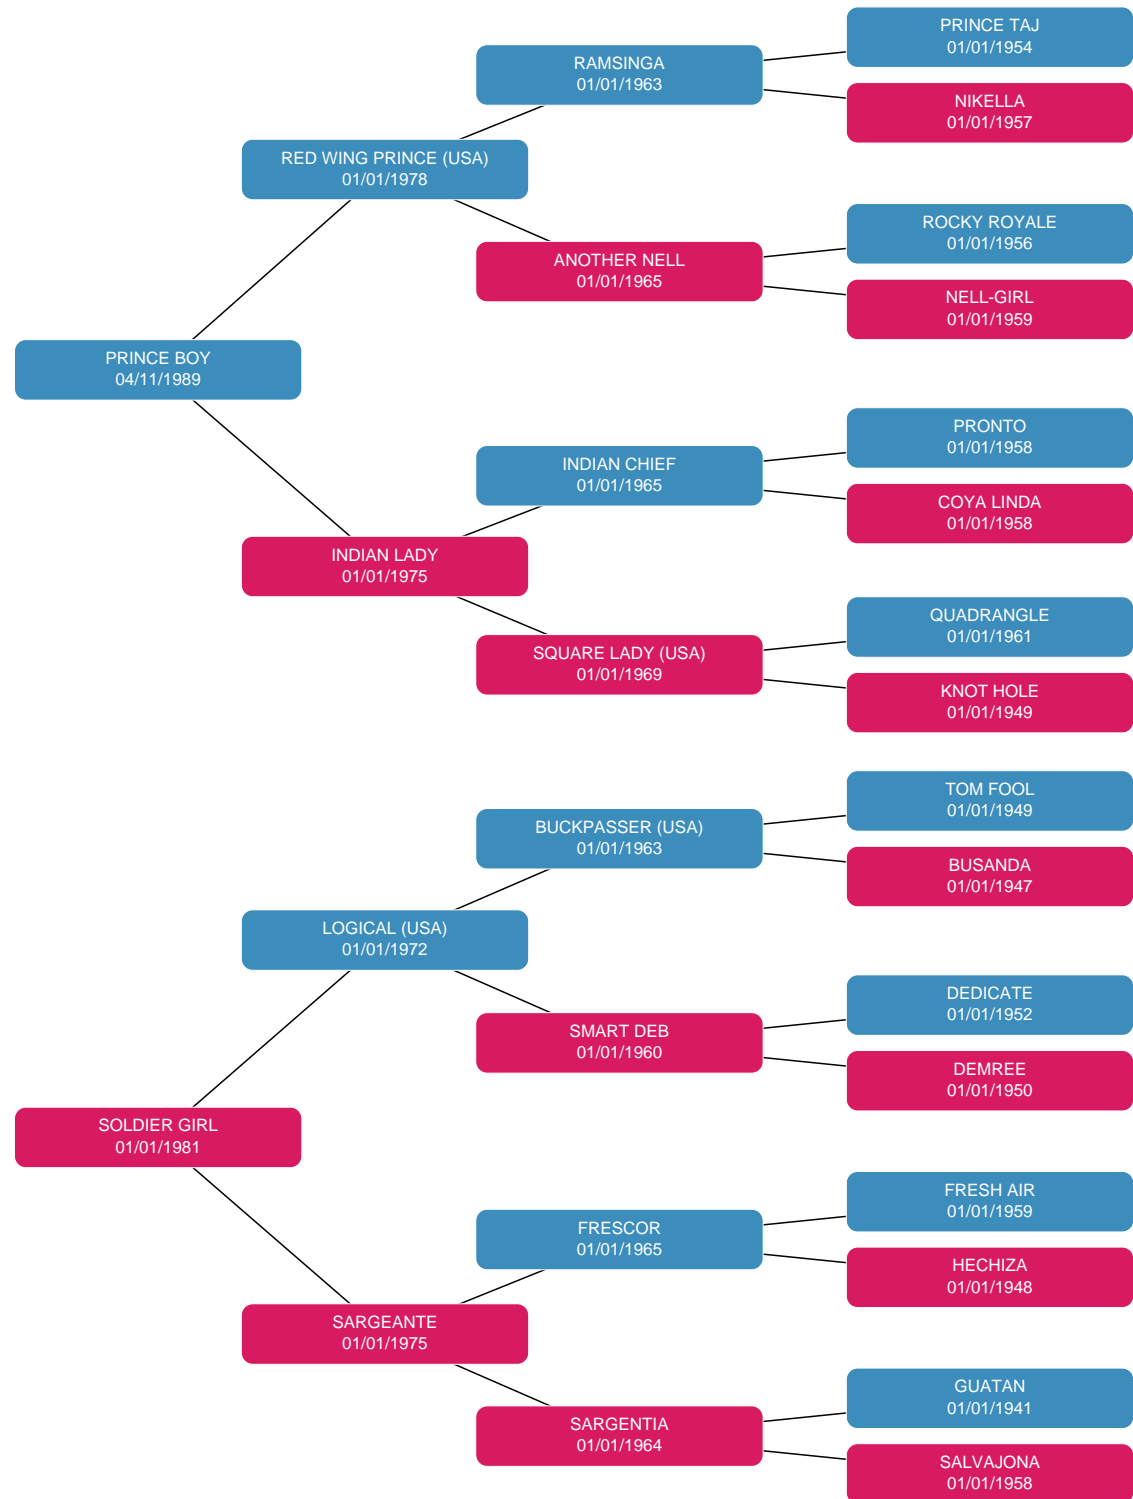 PRINCE TAJ
01/01/1954
RAMSINGA
01/01/1963
NIKELLA
01/01/1957
RED WING PRINCE (USA)
01/01/1978
ROCKY ROYALE
01/01/1956
ANOTHER NELL
01/01/1965
NELL-GIRL
01/01/1959
PRINCE BOY
04/11/1989
PRONTO
01/01/1958
INDIAN CHIEF
01/01/1965
COYA LINDA
01/01/1958
INDIAN LADY
01/01/1975
QUADRANGLE
01/01/1961
SQUARE LADY (USA)
01/01/1969
KNOT HOLE
01/01/1949
TOM FOOL
01/01/1949
BUCKPASSER (USA)
01/01/1963
BUSANDA
01/01/1947
LOGICAL (USA)
01/01/1972
DEDICATE
01/01/1952
SMART DEB
01/01/1960
DEMREE
01/01/1950
SOLDIER GIRL
01/01/1981
FRESH AIR
01/01/1959
FRESCOR
01/01/1965
HECHIZA
01/01/1948
SARGEANTE
01/01/1975
GUATAN
01/01/1941
SARGENTIA
01/01/1964
SALVAJONA
01/01/1958